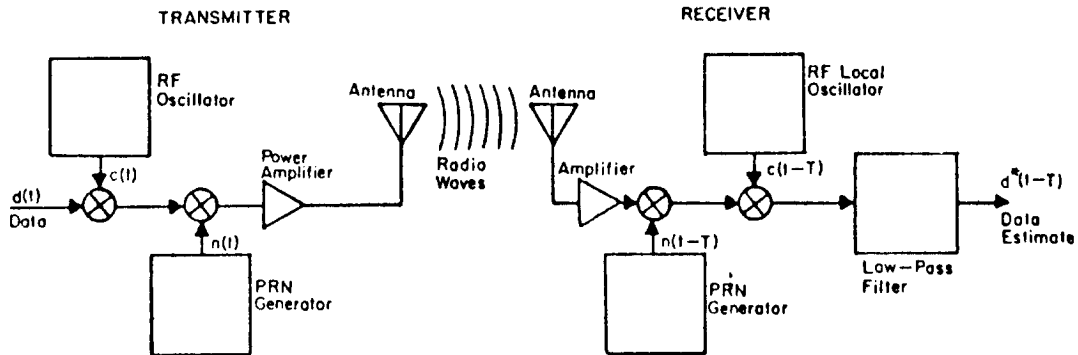 TRANSMITTER
RECEIVER
RF
Oscillator
RF Local
Oscillator
Antenna
Antenna
Power
Amplifier
Radio
Waves
Amplifier
c(t)
c(t-T)
d(t)
Data
d*(t-T)
Data
Estimate
n(t)
n(t-T)
PRN
Generator
PRN
Generator
Low-Pass
Filter